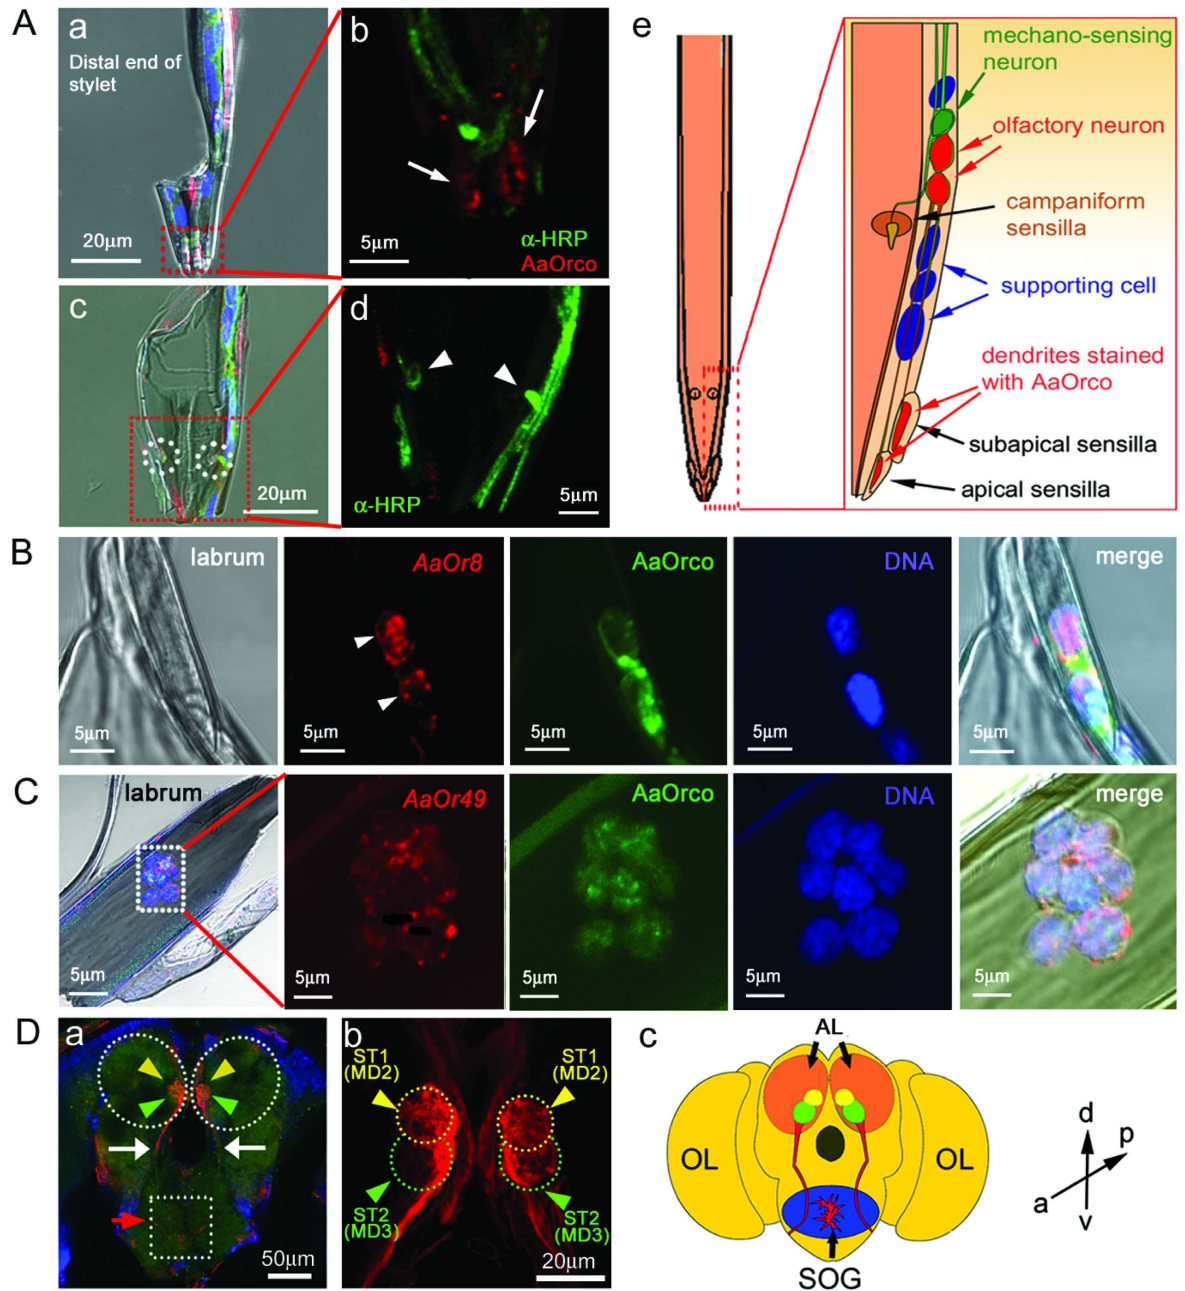 A
a
Distal end of
stylet
20µm
b
5µm
α-HRP
AaOrco
c
20µm
d
α-HRP
5µm
e
mechano-sensing
neuron
olfactory neuron
campaniform
sensilla
supporting cell
dendrites stained
with AaOrco
subapical sensilla
apical sensilla
B
labrum
5µm
AaOr8
5µm
AaOrco
5µm
DNA
5µm
merge
5µm
C
labrum
5µm
AaOr49
5µm
AaOrco
5µm
DNA
5µm
merge
5µm
D
a
50µm
b
ST1
(MD2)
ST1
(MD2)
ST2
(MD3)
ST2
(MD3)
20µm
c
AL
OL
OL
SOG
d
p
a
v